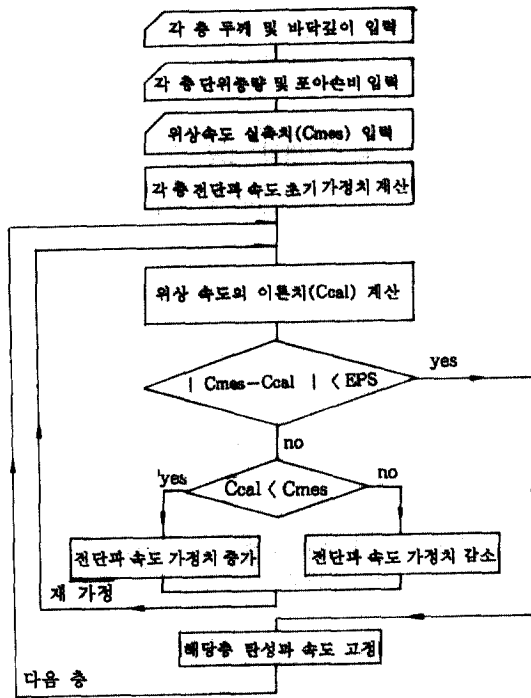 각 층 두께 및 바닥깊이 입력
각 층 단위중량 및 포아손비 입력
위상속도 실측치(Cmes) 입력
각 층 전단파 속도 초기 가정치 계산
위상 속도의 이론치(Ccal) 계산
| Cmes-Ccal | < EPS
yes
no
yes
Ccal < Cmes
no
전단파 속도 가정치 증가
전단파 속도 가정치 감소
재 가정
해당층 탄성파 속도 고정
다음 층